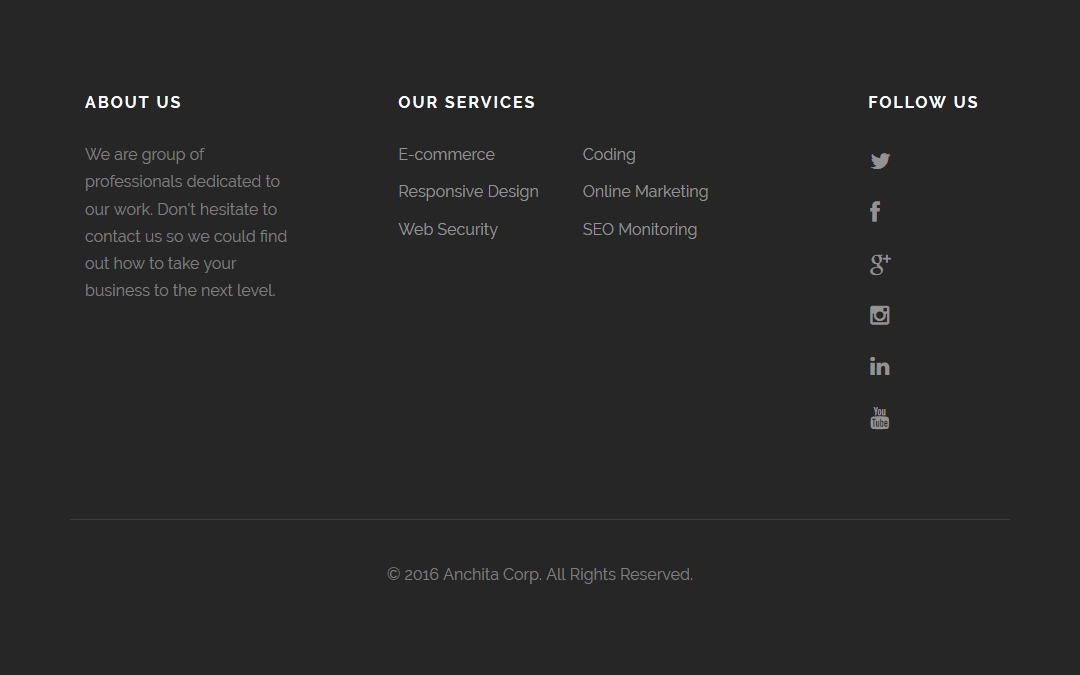 ABOUT US
We are group of
professionals dedicated to
our work. Don't hesitate to
contact us so we could find
out how to take your
business to the next level.
OUR SERVICES
E-commerce
Responsive Design
Web Security
Coding
Online Marketing
SEO Monitoring
FOLLOW US
You
Tube
© 2016 Anchita Corp. All Rights Reserved.